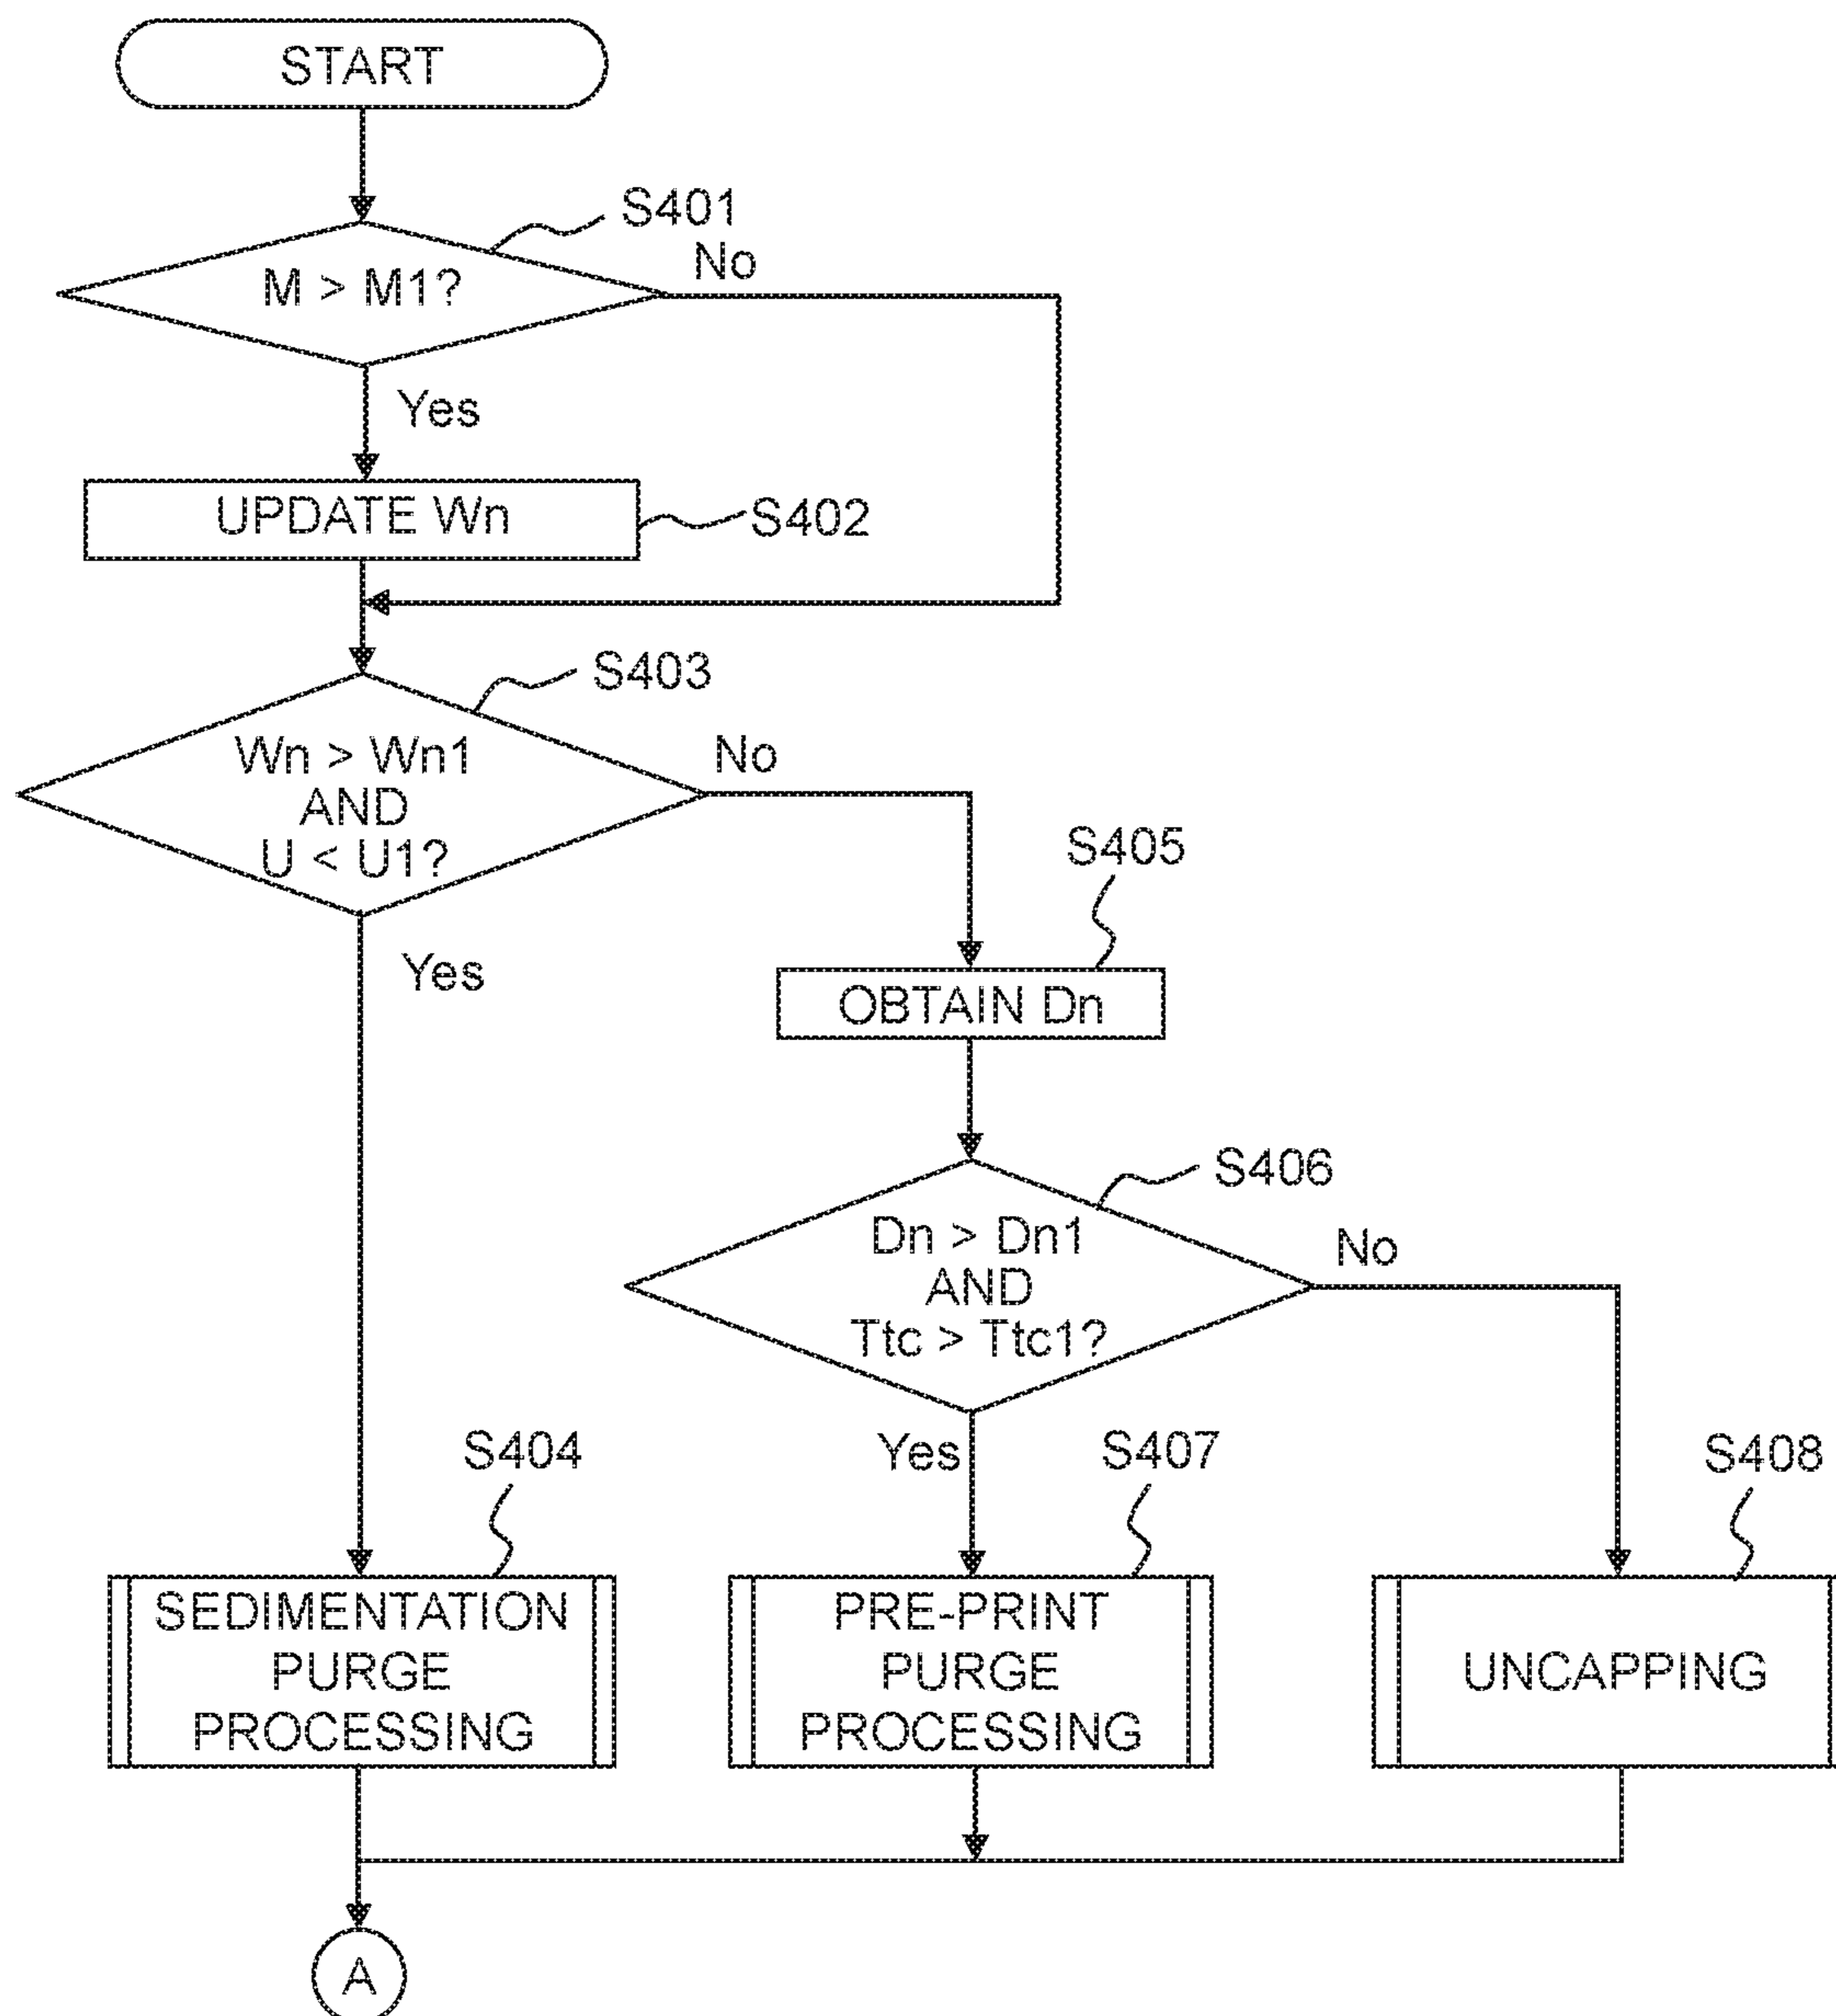 START
S401
M > M1?
No
Yes
UPDATE Wn
S402
S403
Wn > Wn1
AND
U < U1?
No
Yes
S405
OBTAIN Dn
S406
Dn > Dn1
AND
Ttc > Ttc1?
No
Yes
S404
S407
S408
SEDIMENTATION
PURGE
PROCESSING
PRE-PRINT
PURGE
PROCESSING
UNCAPPING
A